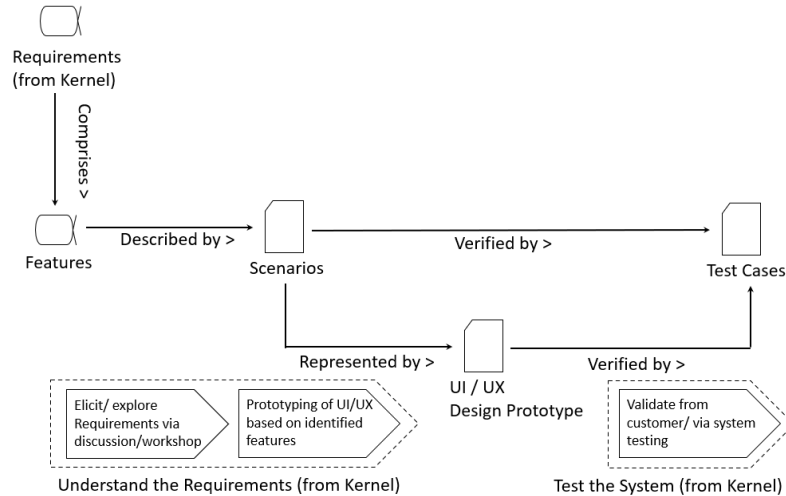 Requirements
(from Kernel)
Comprises >
Described by >
Verified by >
Features
Scenarios
Test Cases
Represented by >
Verified by >
UI / UX
Design Prototype
Elicit/ explore
Requirements via
discussion/workshop
Prototyping of UI/UX
based on identified
features
Validate from
customer/ via system
testing
Understand the Requirements (from Kernel)
Test the System (from Kernel)